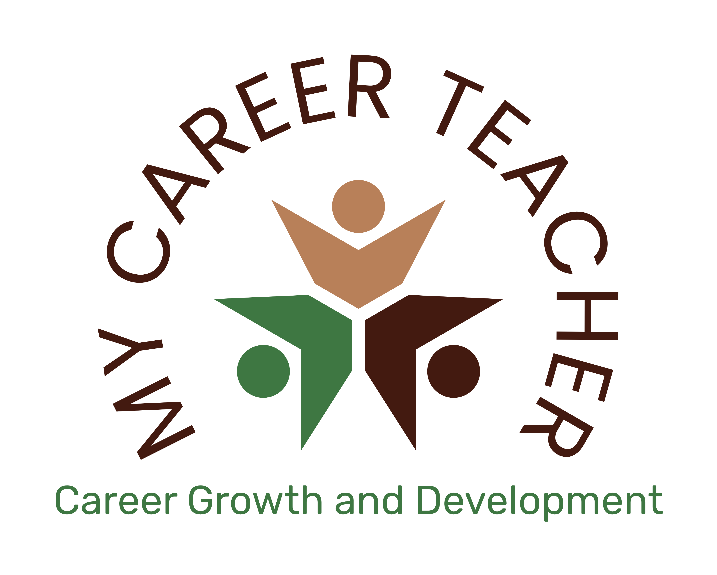 MY CAREER TEACHER
Career Growth and Development